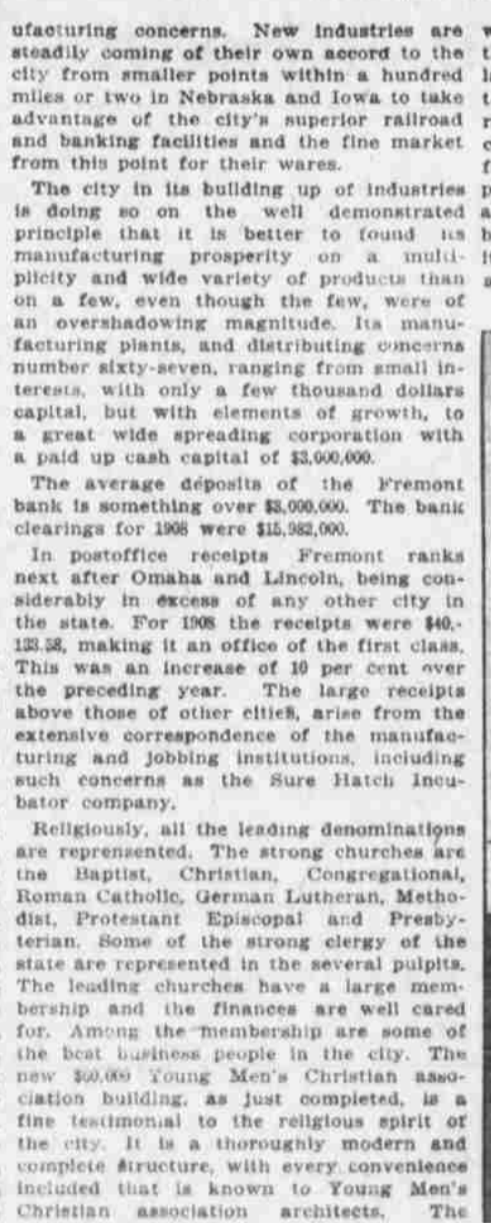 ufacturing concerns. New industries are
steadily coming of their own accord to the
city from smaller points within a hundred
miles or two in Nebraska and Iowa to take
advantage of the city's superior railroad
and banking facilities and the fine market
from this point for their wares.
The city in its building up of industries
is doing so on the well demonstrated
principle that it is better to found its
manufacturing prosperity on a multi-
plicity and wide variety of products than
on a few, even though the few, were of
an overshadowing magnitude. Its manu-
facturing plants, and distributing concerns
number sixty-seven, ranging from small in-
terests, with only a few thousand dollars
capital, but with elements of growth, to
a great wide spreading corporation with
a paid up cash capital of $3,000,000.
The average deposits of the Fremont
bank is something over $3,000,000. The bank
clearings for 1908 were $15,982,000.
In postoffice receipts Fremont ranks
next after Omaha and Lincoln, being con-
siderably in excess of any other city in
the state. For 1908 the receipts were $40,-
133.58, making it an office of the first class.
This was an increase of 10 per cent over
the preceding year. The large receipts
above those of other cities, arise from the
extensive correspondence of the manufac-
turing and jobbing institutions, including
such concerns as the Sure Hatch Incu-
bator company.
Religiously, all the leading denominations
are reprensented. The strong churches are
the Baptist, Christian, Congregational,
Roman Catholic, German Lutheran, Metho-
dist, Protestant Episcopal and Presby-
terian. Some of the strong clergy of the
state are represented in the several pulpits.
The leading churches have a large mem-
bership and the finances are well cared
for. Among the membership are some of
the best business people in the city. The
new $60,000 Young Men's Christian asso-
ciation building, as just completed, is a
fine testimonial to the religious spirit of
the city. It is a thoroughly modern and
complete structure, with every convenience
included that is known to Young Men's
Christian association architects. The